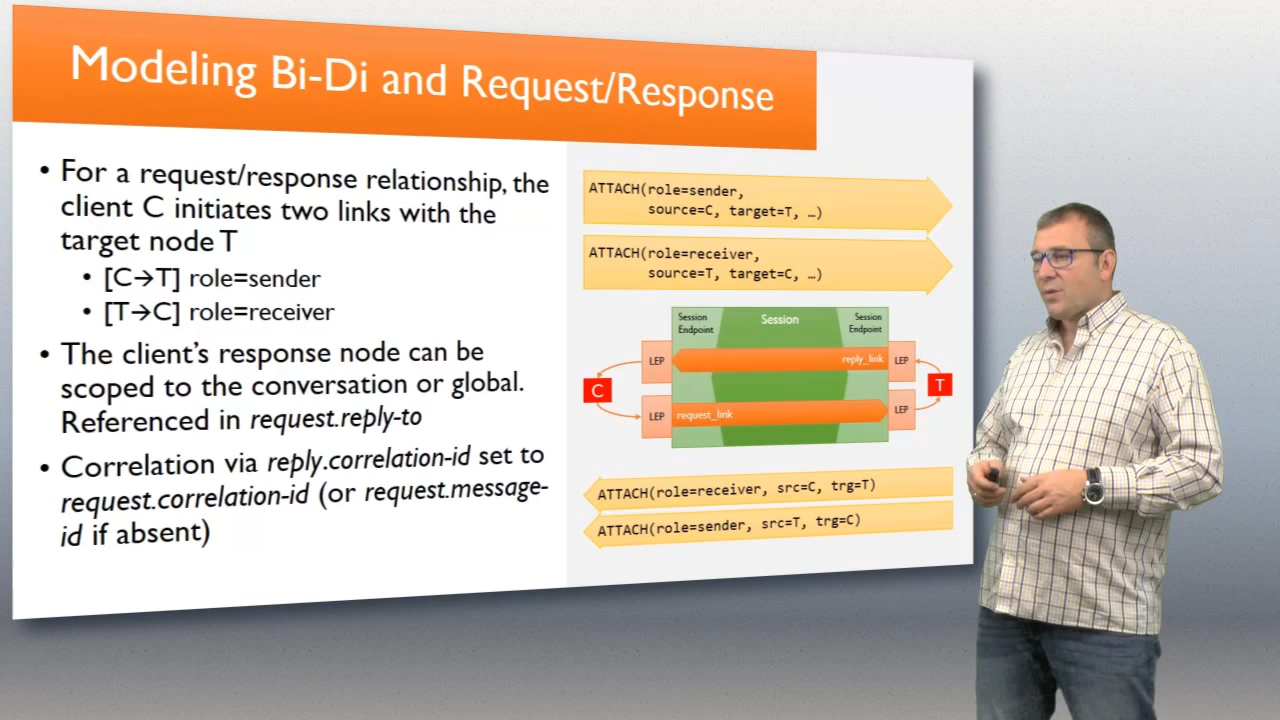 Modeling Bi-Di and Request/Response
• For a request/response relationship, the
client C initiates two links with the
target node T
• [C→T] role=sender
• [T→C] role=receiver
• The client's response node can be
scoped to the conversation or global.
Referenced in request.reply-to
• Correlation via reply.correlation-id set to
request.correlation-id (or request.message-
id if absent)
ATTACH(role=sender,
source=C, target=T, …)
ATTACH(role=receiver,
source=T, target=C, …)
Session
Endpoint
Session
Session
Endpoint
LEP
reply_link
LEP
C
T
LEP
request_link
LEP
ATTACH(role=receiver, src=C, trg=T)
ATTACH(role=sender, src=T, trg=C)